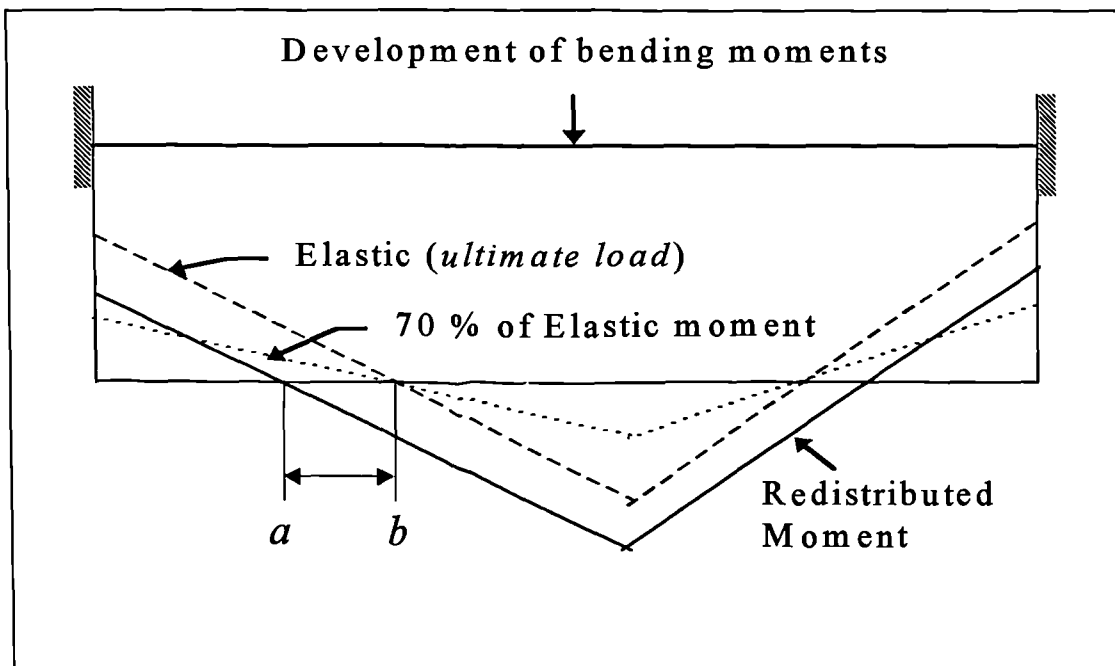 Development of bending moments
Elastic (ultimate load)
70 % of Elastic moment
a
b
Redistributed
Moment